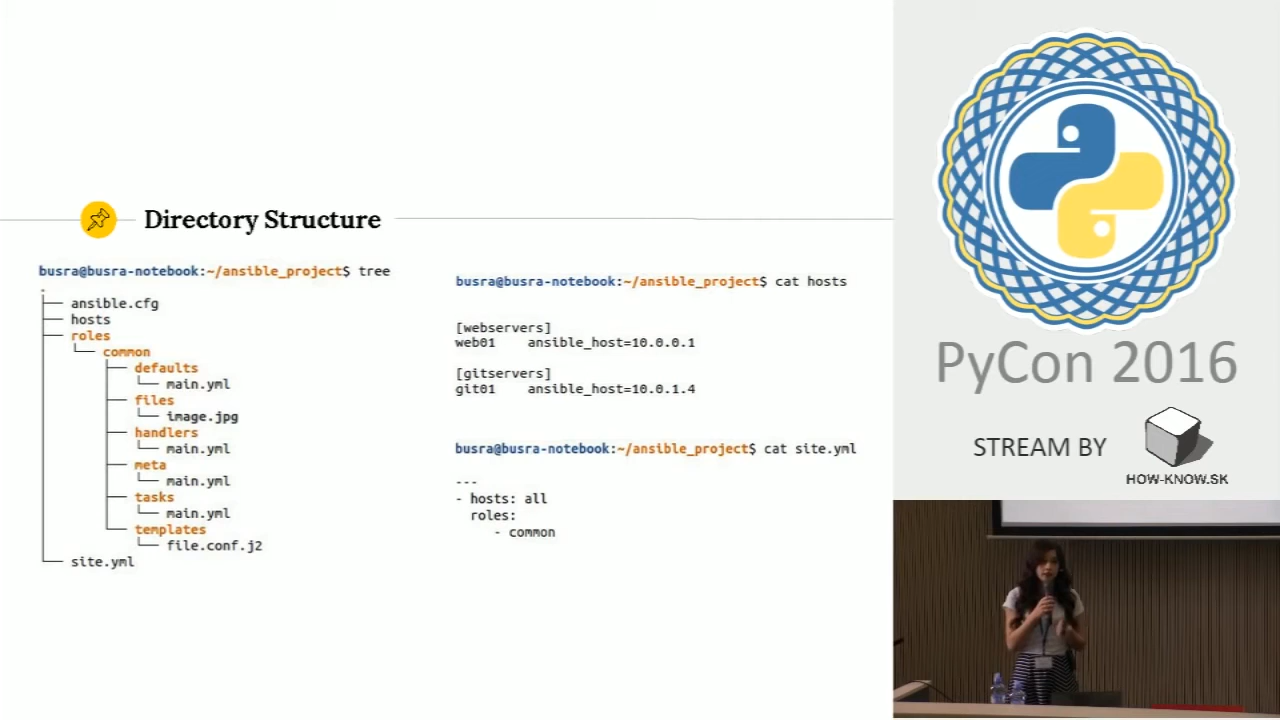 Directory Structure
busra@busra-notebook:~/ansible_project$ tree
.
├── ansible.cfg
├── hosts
├── roles
│   └── common
│       ├── defaults
│       │   └── main.yml
│       ├── files
│       │   └── image.jpg
│       ├── handlers
│       │   └── main.yml
│       ├── meta
│       │   └── main.yml
│       ├── tasks
│       │   └── main.yml
│       └── templates
│           └── file.conf.j2
└── site.yml
busra@busra-notebook:~/ansible_project$ cat hosts
[webservers]
web01    ansible_host=10.0.0.1
[gitservers]
git01    ansible_host=10.0.1.4
busra@busra-notebook:~/ansible_project$ cat site.yml
---
- hosts: all
  roles:
     - common
PyCon 2016
STREAM BY
HOW-KNOW.SK